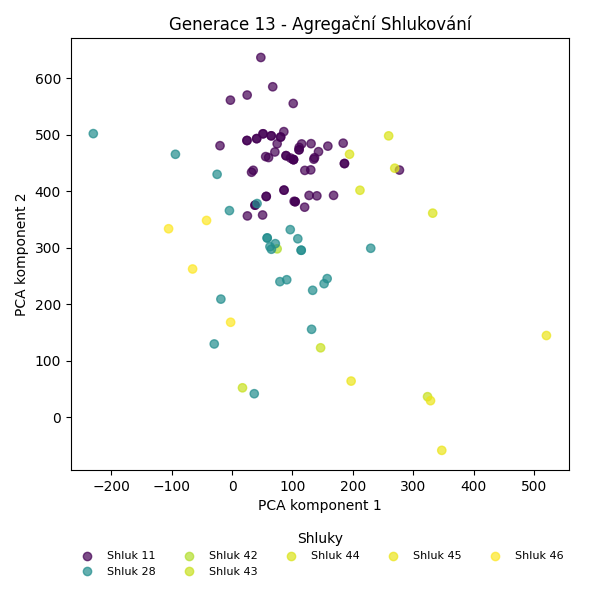 Generace 13 - Agregační Shlukování
PCA komponent 2
600
500
400
300
200
100
0
−200 −100 0 100 200 300 400 500
PCA komponent 1
Shluky
Shluk 11 Shluk 42 Shluk 44 Shluk 45 Shluk 46
Shluk 28 Shluk 43